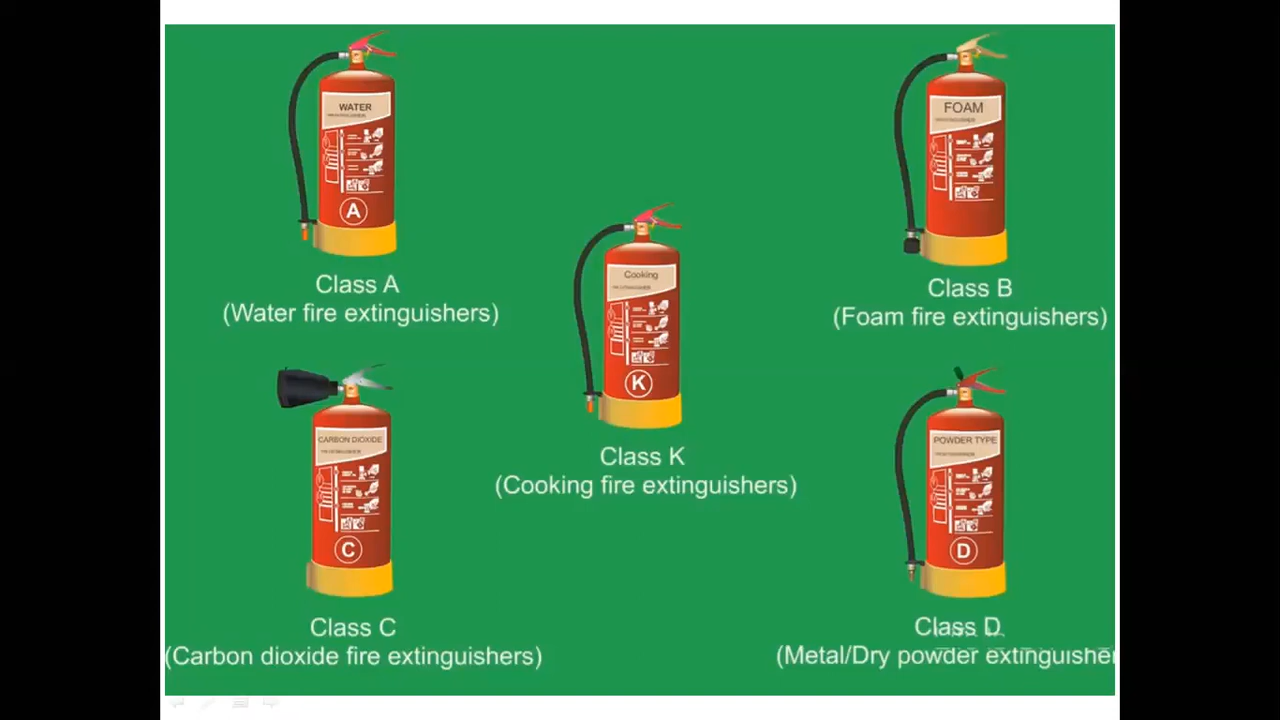 WATER
A
Class A
(Water fire extinguishers)
FOAM
Class B
(Foam fire extinguishers)
Cooking
K
Class K
(Cooking fire extinguishers)
CARBON DIOXIDE
C
Class C
(Carbon dioxide fire extinguishers)
POWDER TYPE
D
Class D
(Metal/Dry powder extinguisher